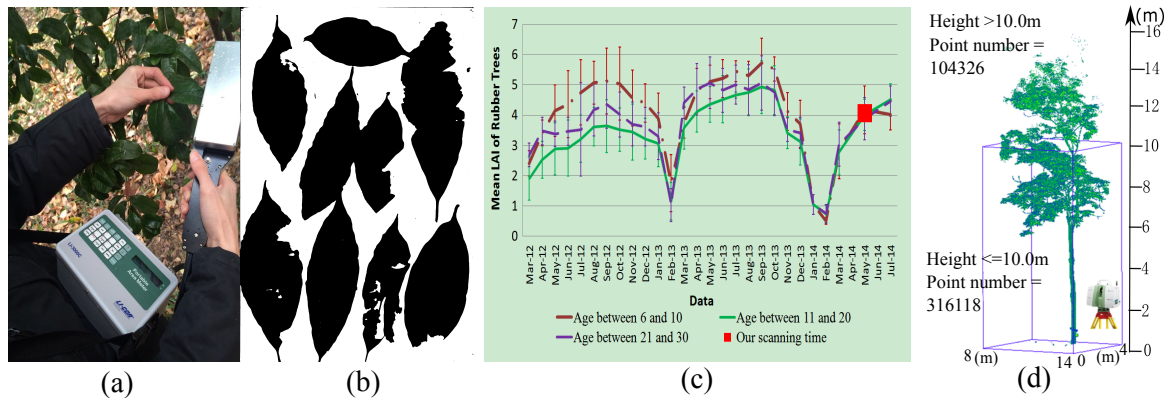 LI-3000C
Portable
Area Meter
LI-COR
(a)
(b)
Mean LAI of Rubber Trees
7
6
5
4
3
2
1
0
Mar-12
Apr-12
May-12
Jun-12
Jul-12
Aug-12
Sep-12
Oct-12
Nov-12
Dec-12
Jan-13
Feb-13
Mar-13
Apr-13
May-13
Jun-13
Jul-13
Aug-13
Sep-13
Oct-13
Nov-13
Dec-13
Jan-14
Feb-14
Mar-14
Apr-14
May-14
Jun-14
Jul-14
Data
Age between 6 and 10
Age between 11 and 20
Age between 21 and 30
Our scanning time
(c)
Height >10.0m
Point number =
104326
Height <=10.0m
Point number =
316118
(m)
16
14
12
10
8
6
4
2
0
8 (m)
14 0 (m) 4
(d)